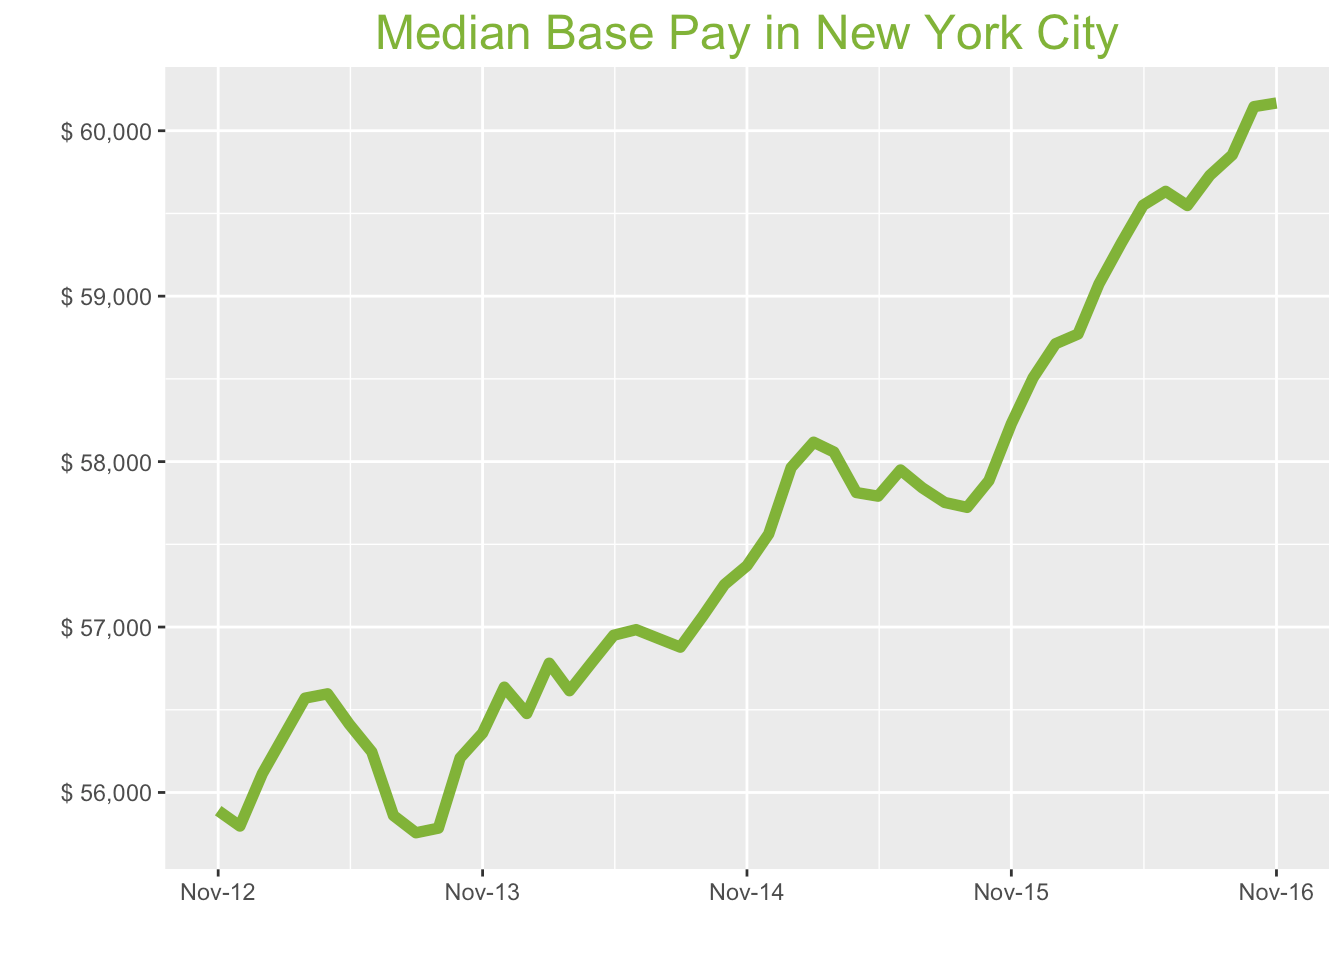 Median Base Pay in New York City
$ 60,000
$ 59,000
$ 58,000
$ 57,000
$ 56,000
Nov-12 Nov-13 Nov-14 Nov-15 Nov-16